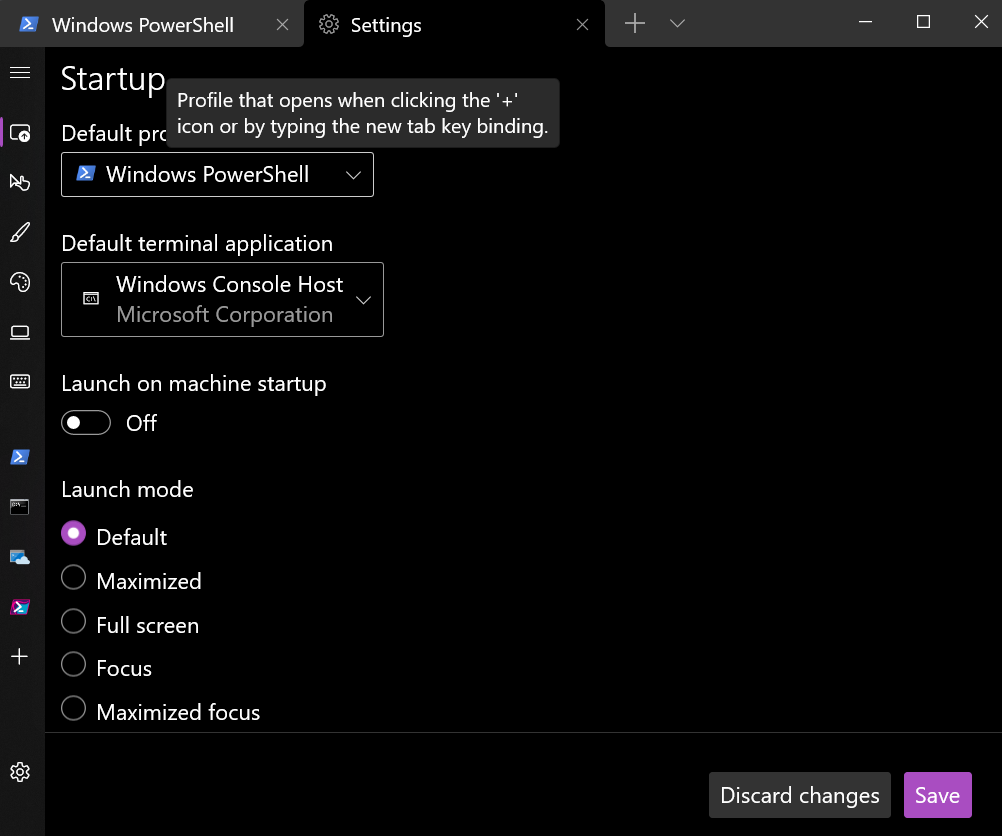 Windows PowerShell
Settings
Startup
Profile that opens when clicking the '+'
icon or by typing the new tab key binding.
Default pro
Windows PowerShell
Default terminal application
Windows Console Host
Microsoft Corporation
Launch on machine startup
Off
Launch mode
Default
Maximized
Full screen
Focus
Maximized focus
Discard changes
Save